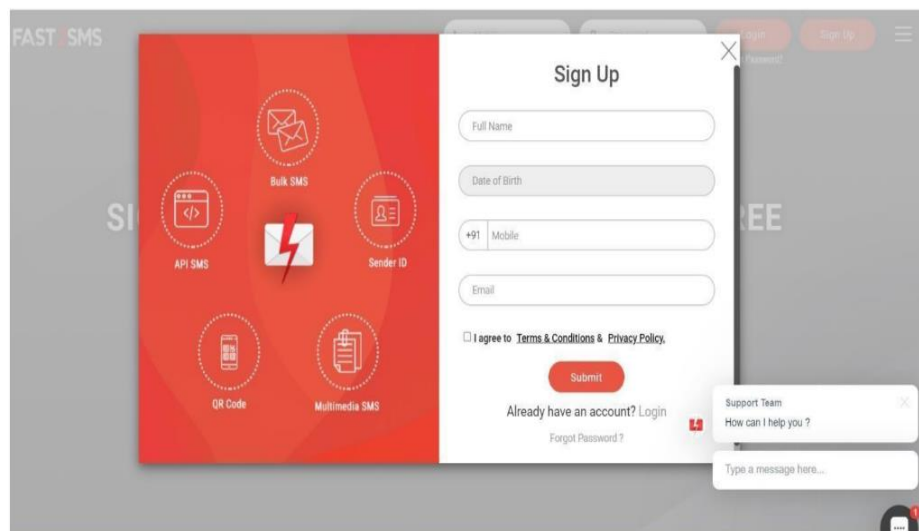 FAST SMS
Login
Sign Up
Password?
SI
REE
Bulk SMS
API SMS
Sender ID
QR Code
Multimedia SMS
Sign Up
Full Name
Date of Birth
+91 Mobile
Email
I agree to Terms & Conditions & Privacy Policy.
Submit
Already have an account? Login
Forgot Password ?
Support Team
How can I help you ?
Type a message here...